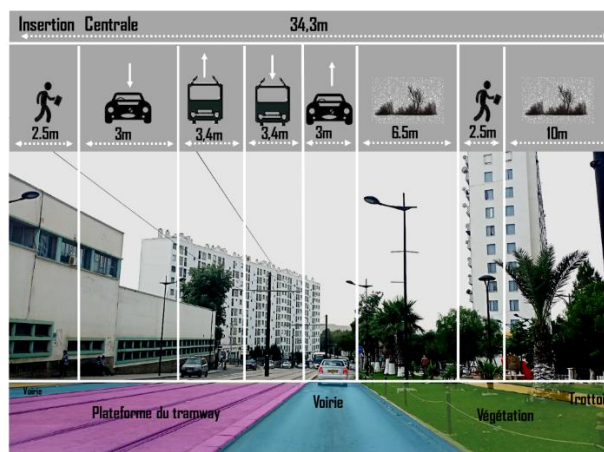 Insertion Centrale 34,3m
2.5m 3m 3,4m 3,4m 3m 6.5m 2.5m 10m
Voirie
Plateforme du tramway
Voirie
Végétation
Trottoi